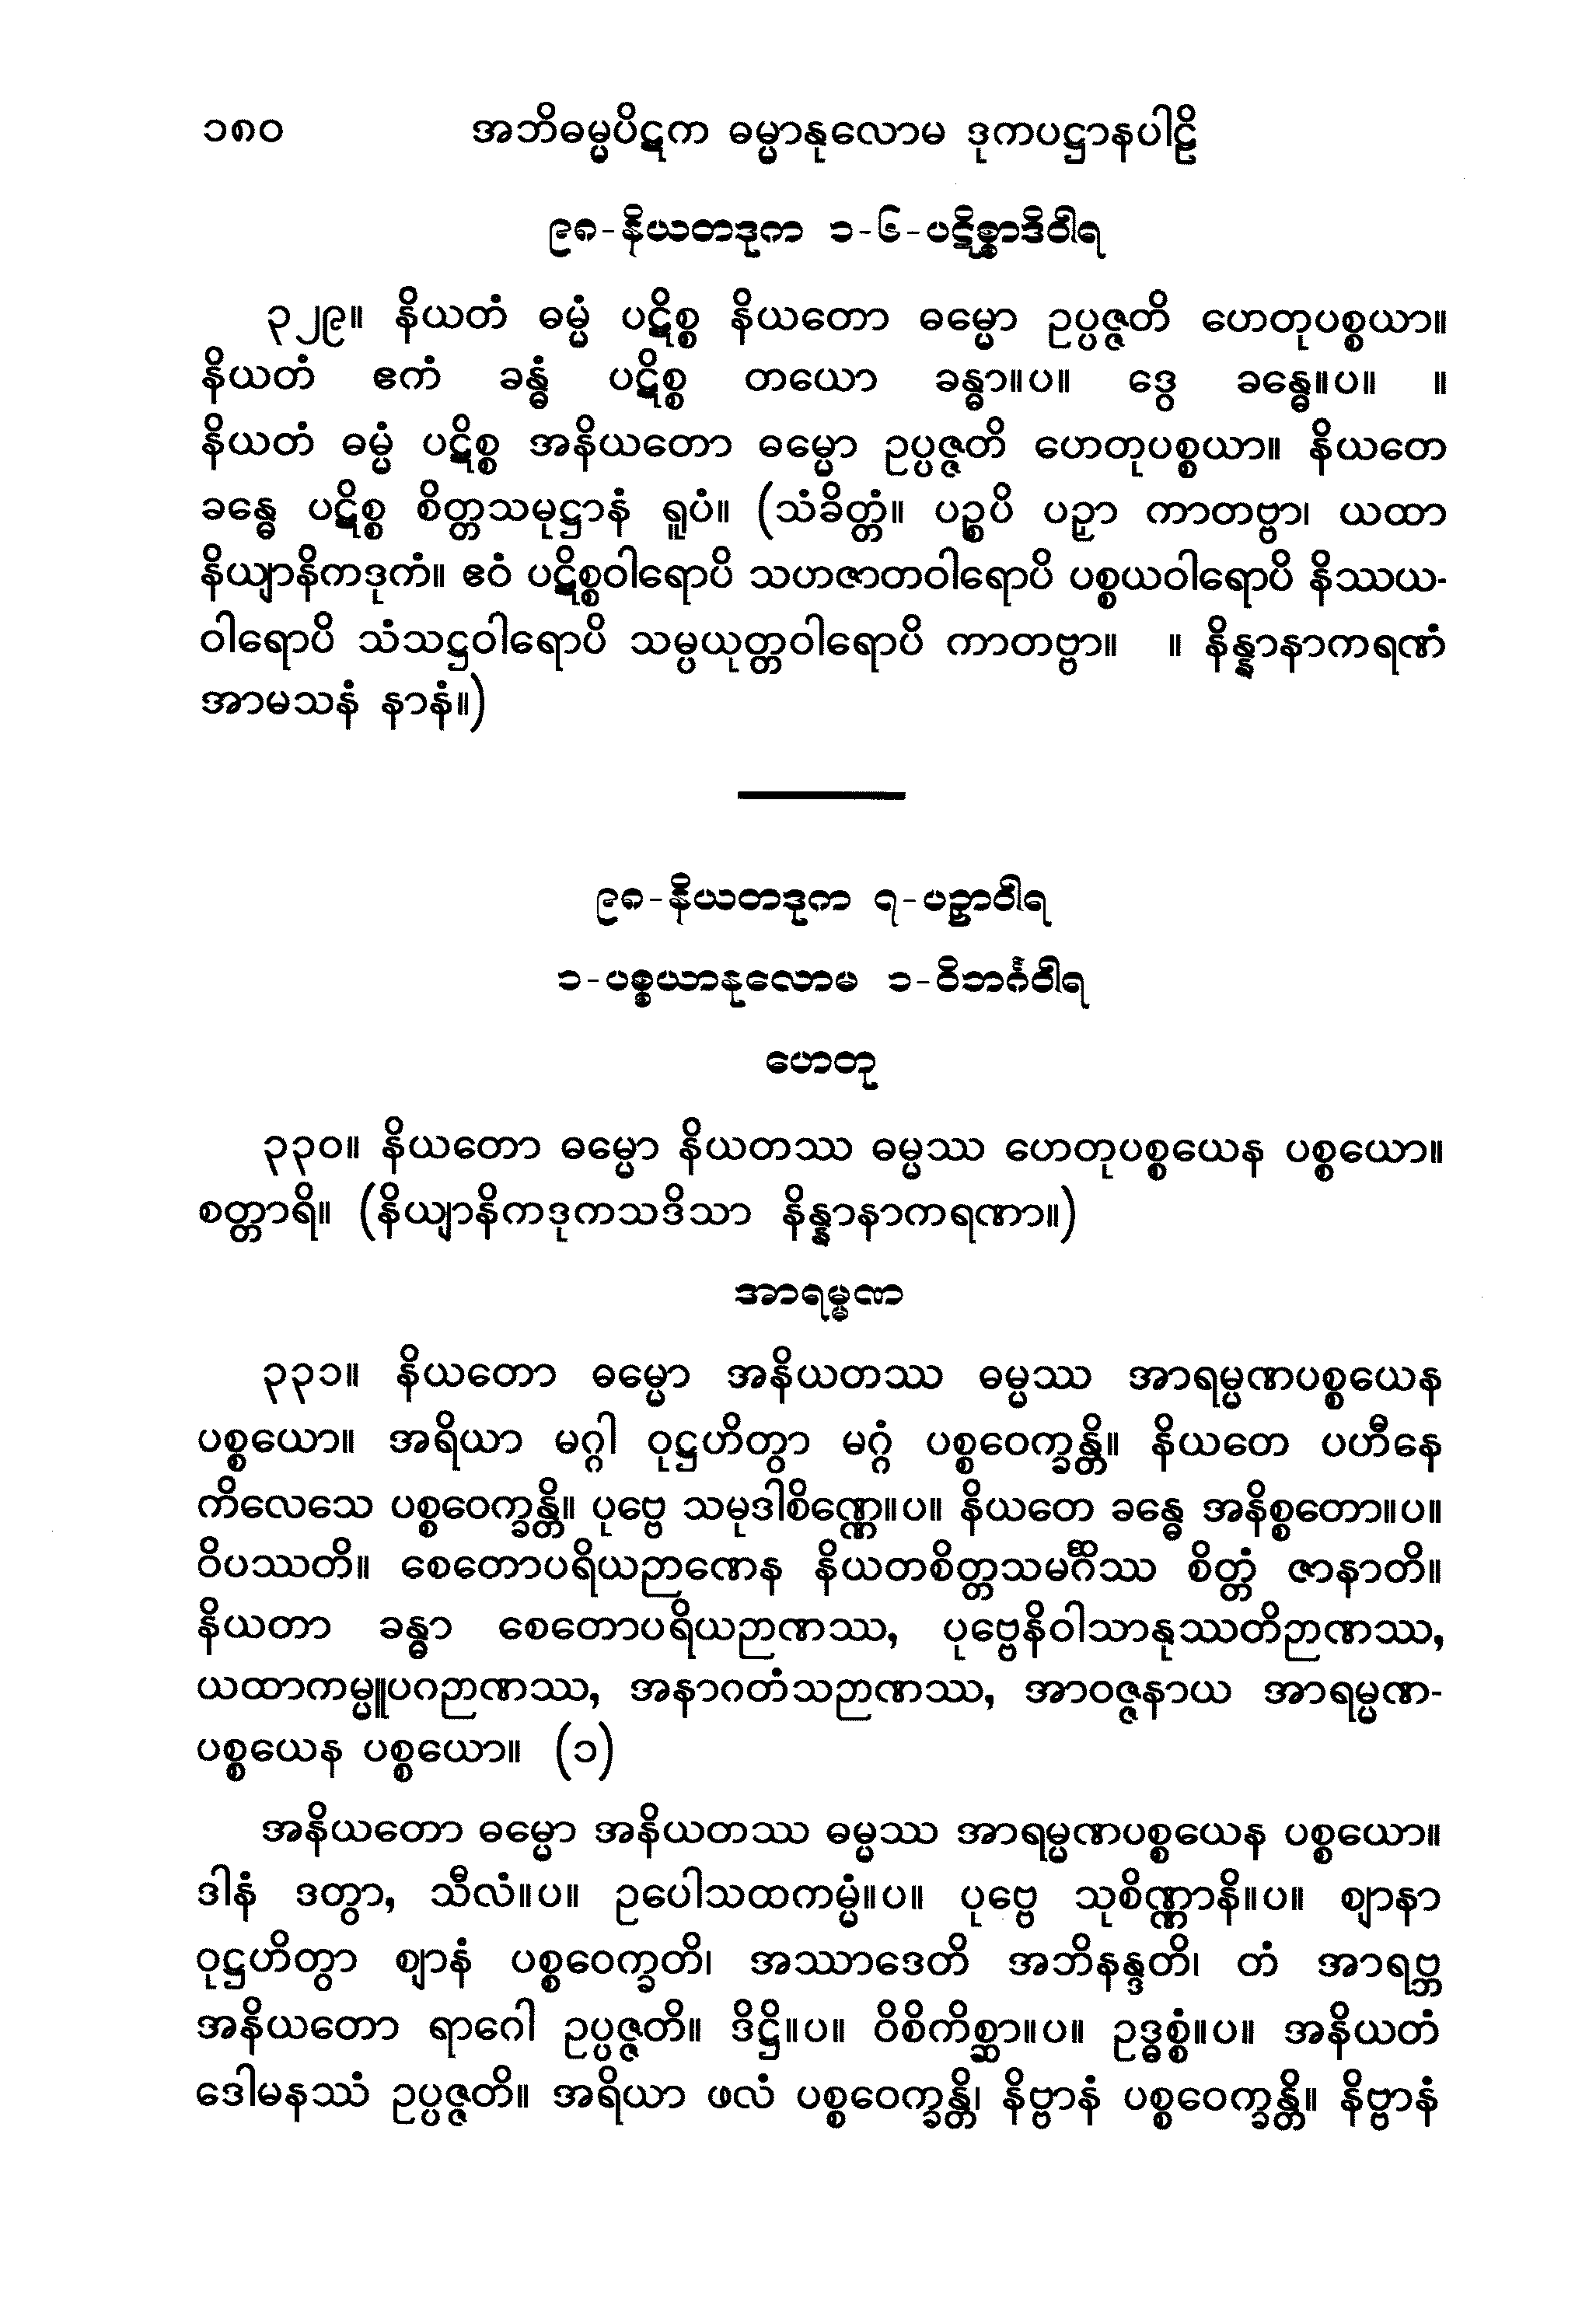 ၁၈၀ အဘိဓမ္မပိဋက ဓမ္မာနုလောမ ဒုကပဋ္ဌာနပါဠိ
၉၈-နိယတဒုက ၁-၆-ပဋိစ္စာဒိဝါရ
၃၂၉။ နိယတံ ဓမ္မံ ပဋိစ္စ နိယတော ဓမ္မော ဥပ္ပဇ္ဇတိ ဟေတုပစ္စယာ။
နိယတံ ဧကံ ခန္ဓံ ပဋိစ္စ တယော ခန္ဓာ။ပ။ ဒွေ ခန္ဓေ။ပ။ ။
နိယတံ ဓမ္မံ ပဋိစ္စ အနိယတော ဓမ္မော ဥပ္ပဇ္ဇတိ ဟေတုပစ္စယာ။ နိယတေ
ခန္ဓေ ပဋိစ္စ စိတ္တသမုဋ္ဌာနံ ရူပံ။ (သံခိတ္တံ။ ပဉ္စပိ ပဉှာ ကာတဗ္ဗာ၊ ယထာ
နိယျာနိကဒုကံ။ ဧဝံ ပဋိစ္စဝါရောပိ သဟဇာတဝါရောပိ ပစ္စယဝါရောပိ နိဿယ-
ဝါရောပိ သံသဋ္ဌဝါရောပိ သမ္ပယုတ္တဝါရောပိ ကာတဗ္ဗာ။ ။ နိန္နာနာကရဏံ
အာမသနံ နာနံ။)
၉၈-နိယတဒုက ၇-ပဉှာဝါရ
၁-ပစ္စယာနုလောမ ၁-ဝိဘင်္ဂဝါရ
ဟေတု
၃၃၀။ နိယတော ဓမ္မော နိယတဿ ဓမ္မဿ ဟေတုပစ္စယေန ပစ္စယော။
စတ္တာရိ။ (နိယျာနိကဒုကသဒိသာ နိန္နာနာကရဏာ။)
အာရမ္မဏ
၃၃၁။ နိယတော ဓမ္မော အနိယတဿ ဓမ္မဿ အာရမ္မဏပစ္စယေန
ပစ္စယော။ အရိယာ မဂ္ဂါ ဝုဋ္ဌဟိတွာ မဂ္ဂံ ပစ္စဝေက္ခန္တိ။ နိယတေ ပဟီနေ
ကိလေသေ ပစ္စဝေက္ခန္တိ။ ပုဗ္ဗေ သမုဒါစိဏ္ဏေ။ပ။ နိယတေ ခန္ဓေ အနိစ္စတော။ပ။
ဝိပဿတိ။ စေတောပရိယဉာဏေန နိယတစိတ္တသမင်္ဂိဿ စိတ္တံ ဇာနာတိ။
နိယတာ ခန္ဓာ စေတောပရိယဉာဏဿ, ပုဗ္ဗေနိဝါသာနုဿတိဉာဏဿ,
ယထာကမ္မူပဂဉာဏဿ, အနာဂတံသဉာဏဿ, အာဝဇ္ဇနာယ အာရမ္မဏ-
ပစ္စယေန ပစ္စယော။ (၁)
အနိယတော ဓမ္မော အနိယတဿ ဓမ္မဿ အာရမ္မဏပစ္စယေန ပစ္စယော။
ဒါနံ ဒတွာ, သီလံ။ပ။ ဥပေါသထကမ္မံ။ပ။ ပုဗ္ဗေ သုစိဏ္ဏာနိ။ပ။ ဈာနာ
ဝုဋ္ဌဟိတွာ ဈာနံ ပစ္စဝေက္ခတိ၊ အဿာဒေတိ အဘိနန္ဒတိ၊ တံ အာရဗ္ဘ
အနိယတော ရာဂေါ ဥပ္ပဇ္ဇတိ။ ဒိဋ္ဌိ။ပ။ ဝိစိကိစ္ဆာ။ပ။ ဥဒ္ဓစ္စံ။ပ။ အနိယတံ
ဒေါမနဿံ ဥပ္ပဇ္ဇတိ။ အရိယာ ဖလံ ပစ္စဝေက္ခန္တိ၊ နိဗ္ဗာနံ ပစ္စဝေက္ခန္တိ။ နိဗ္ဗာနံ